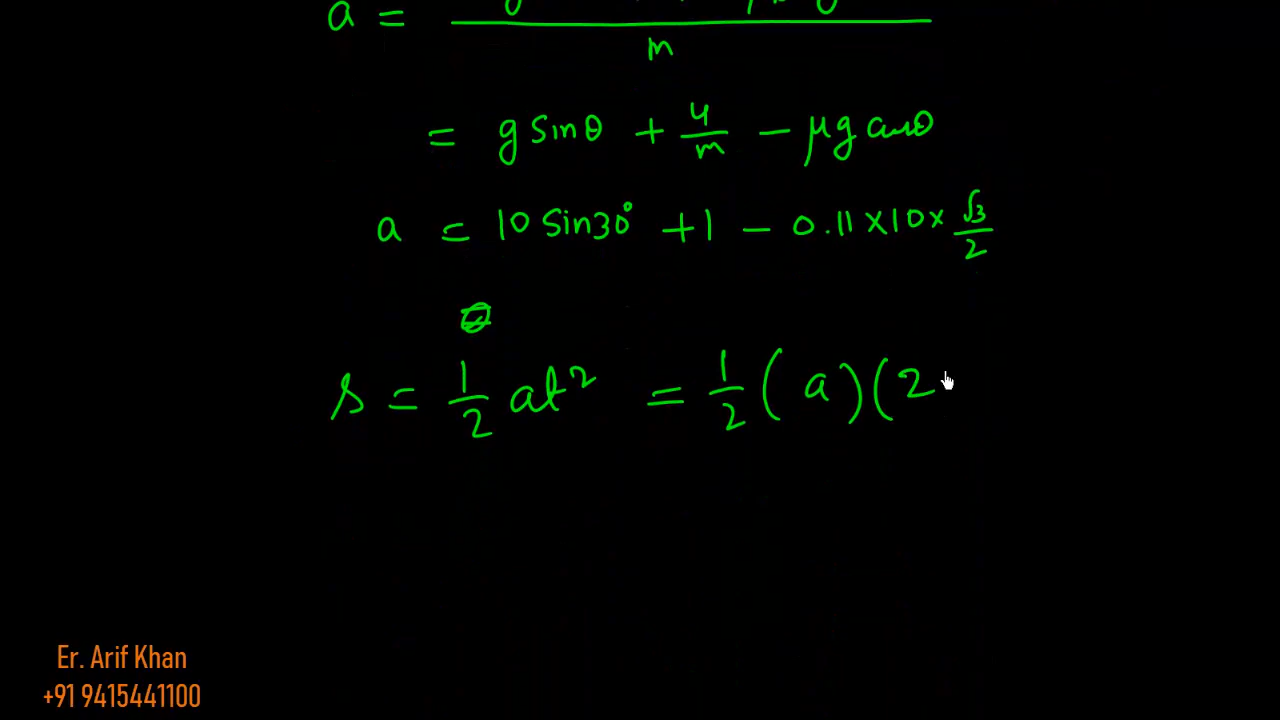 a = ――― m
= g sinθ + 4/m − μg cosθ
a = 10 Sin30° + 1 − 0.11 × 10 × √3/2
s = 1/2 at² = 1/2 (a)(2
Er. Arif Khan
+91 9415441100